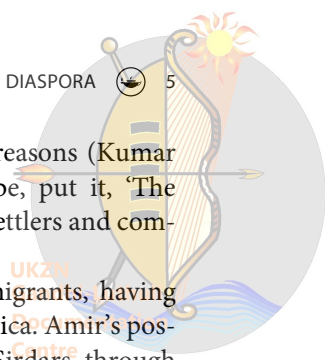 DIASPORA 5
reasons (Kumar
be, put it, ‘The
ettlers and com-
UKZN
nigrants, having
ica. Amir’s pos-
Centre
Sirdars through